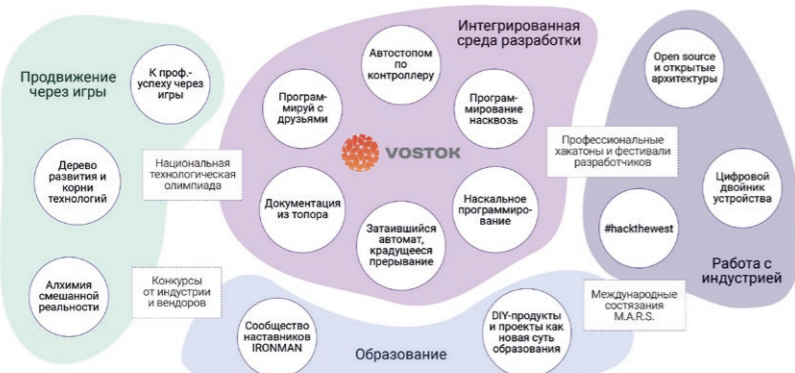 Продвижение
через игры
К проф.-
успеху через
игры
Дерево
развития и
корни
технологий
Алхимия
смешанной
реальности
Национальная
технологическая
олимпиада
Конкурсы
от индустрии
и вендоров
Интегрированная
среда разработки
Автостопом
по
контроллеру
Програм-
мируй с
друзьями
Програм-
мирование
насквозь
VOSTOK
Документация
из топора
Затаившийся
автомат,
крадущееся
прерывание
Наскальное
программиро-
вание
Профессиональные
хакатоны и фестивали
разработчиков
Open source
и открытые
архитектуры
Цифровой
двойник
устройства
#hackthewest
Работа с
индустрией
Международные
состязания
M.A.R.S.
Сообщество
наставников
IRONMAN
Образование
DIY-продукты
и проекты как
новая суть
образования